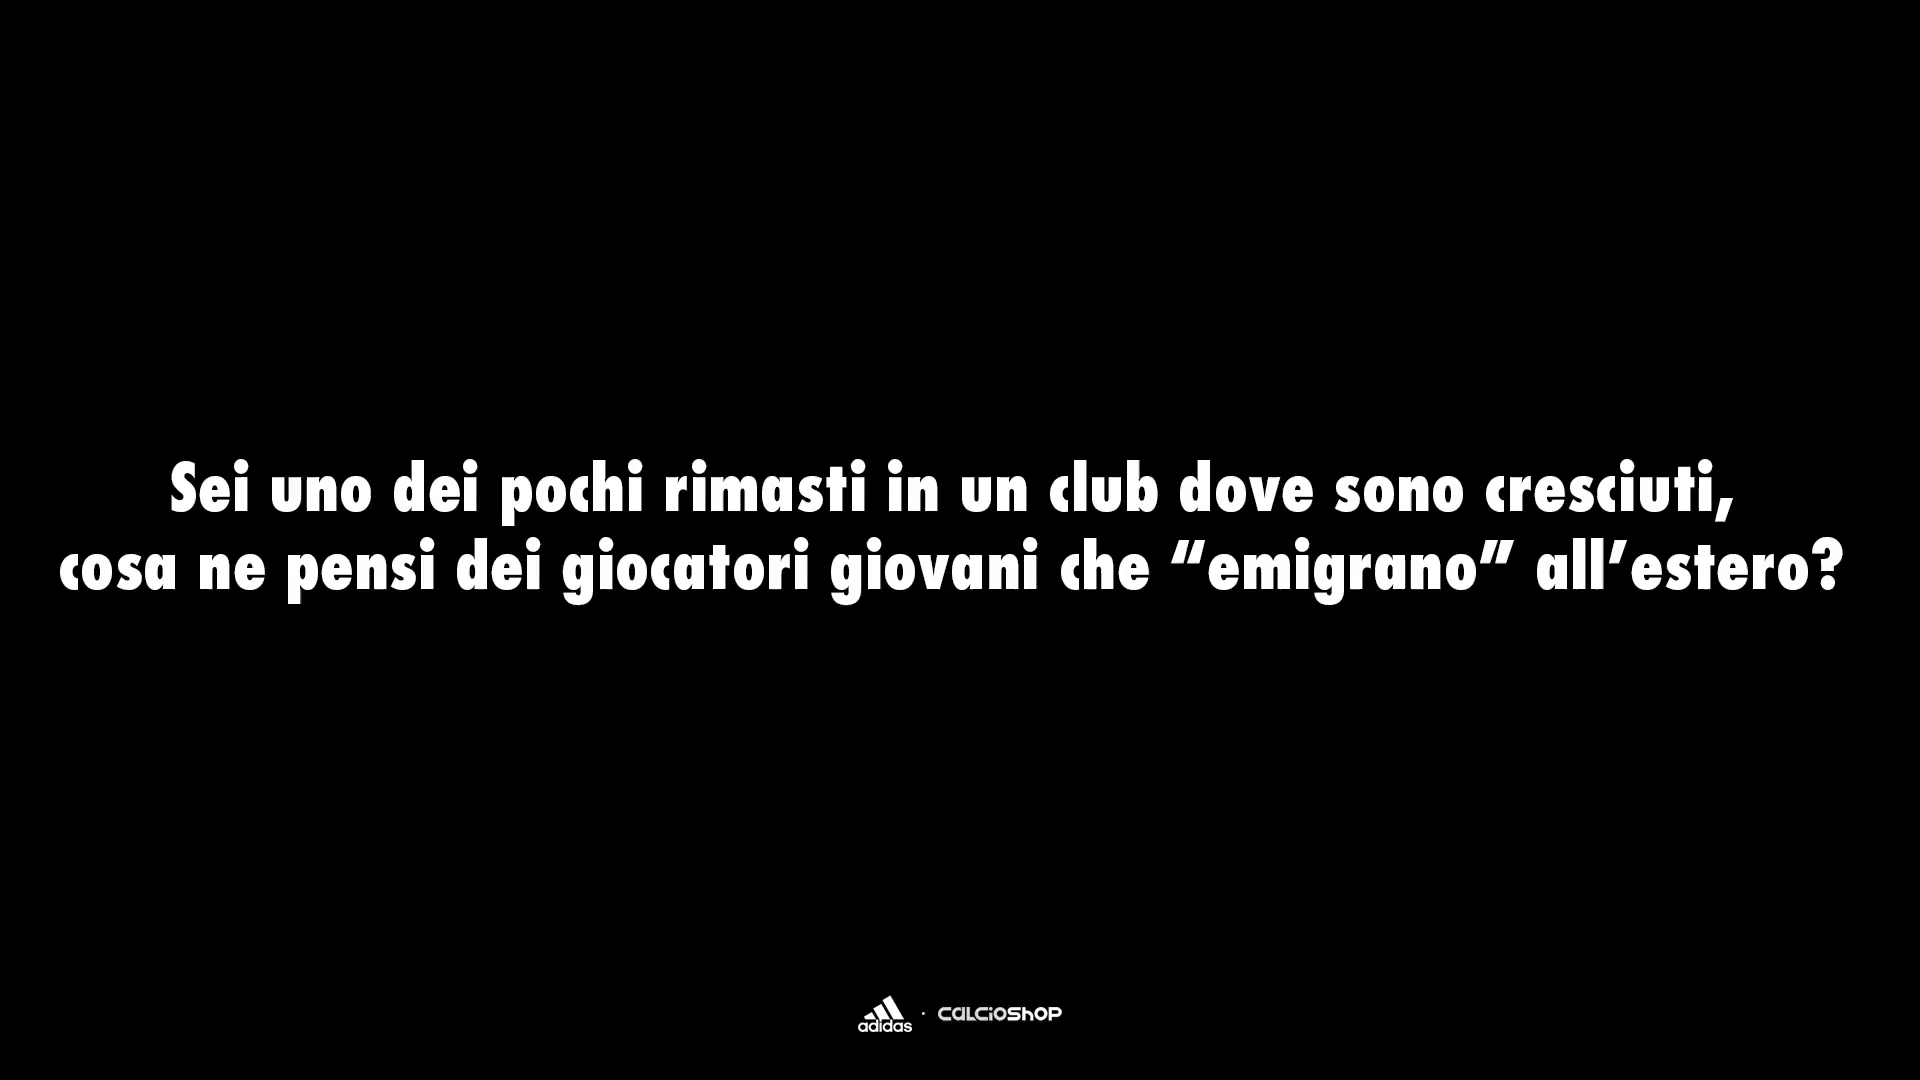 Sei uno dei pochi rimasti in un club dove sono cresciuti,
cosa ne pensi dei giocatori giovani che “emigrano” all’estero?
adidas · CALCIOSHOP